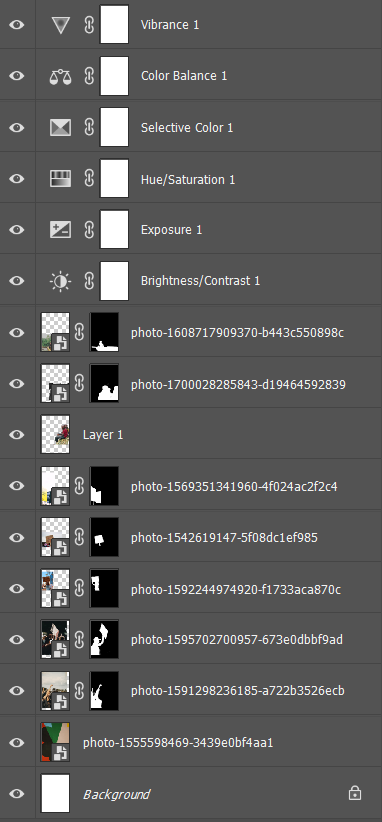 Vibrance 1
Color Balance 1
Selective Color 1
Hue/Saturation 1
Exposure 1
Brightness/Contrast 1
photo-1608717909370-b443c550898c
photo-1700028285843-d19464592839
Layer 1
photo-1569351341960-4f024ac2f2c4
photo-1542619147-5f08dc1ef985
photo-1592244974920-f1733aca870c
photo-1595702700957-673e0dbbf9ad
photo-1591298236185-a722b3526ecb
photo-1555598469-3439e0bf4aa1
Background